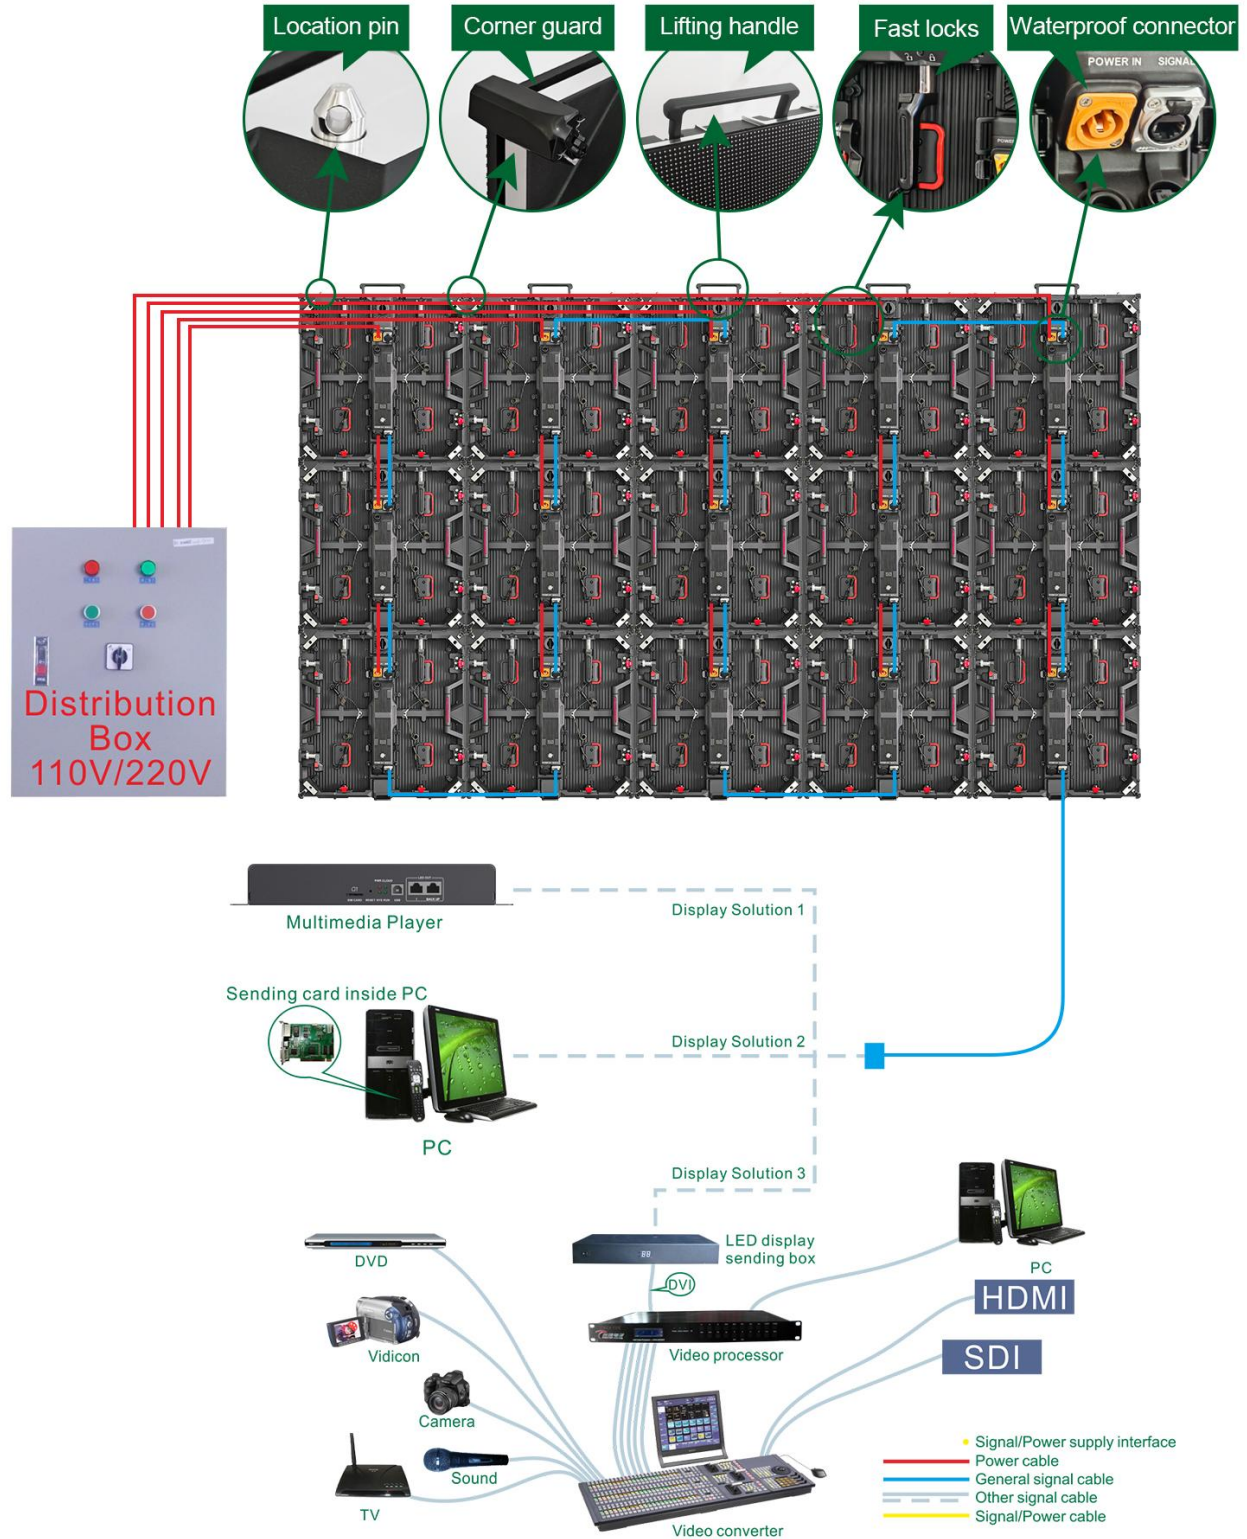 Location pin
Corner guard
Lifting handle
Fast locks
Waterproof connector
POWER IN
SIGNAL
Distribution
Box
110V/220V
Multimedia Player
Display Solution 1
Sending card inside PC
Display Solution 2
PC
Display Solution 3
LED display
sending box
DVD
DVI
PC
HDMI
Vidicon
Video processor
SDI
Camera
Sound
TV
Video converter
Signal/Power supply interface
Power cable
General signal cable
Other signal cable
Signal/Power cable